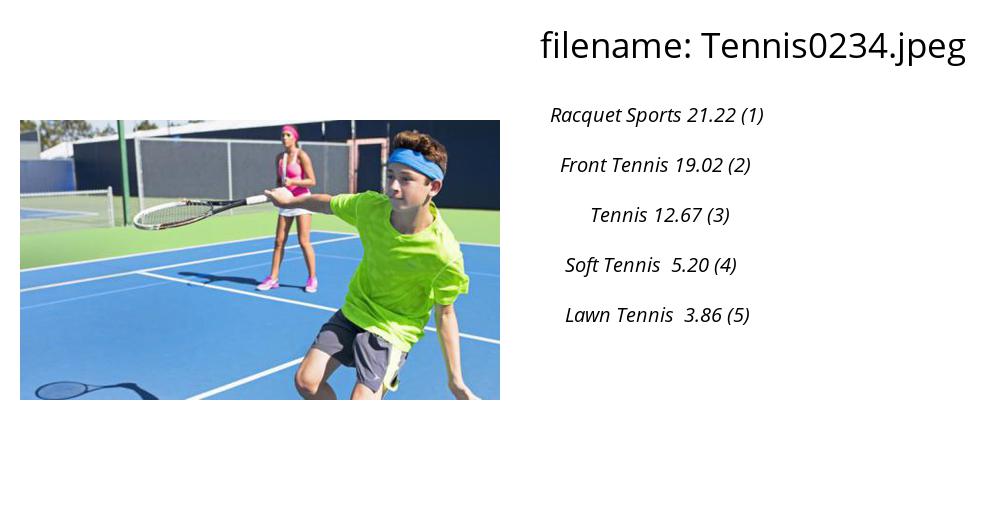 filename: Tennis0234.jpeg
Racquet Sports 21.22 (1)
Front Tennis 19.02 (2)
Tennis 12.67 (3)
Soft Tennis 5.20 (4)
Lawn Tennis 3.86 (5)